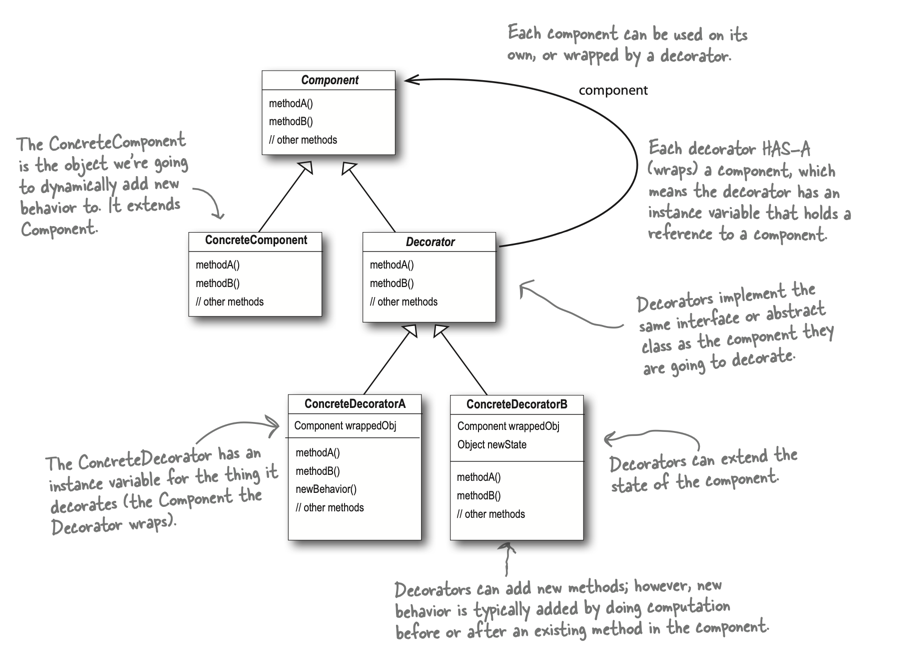 Each component can be used on its
own, or wrapped by a decorator.
Component
methodA()
methodB()
// other methods
component
The ConcreteComponent
is the object we're going
to dynamically add new
behavior to. It extends
Component.
Each decorator HAS-A
(wraps) a component, which
means the decorator has an
instance variable that holds a
reference to a component.
ConcreteComponent
methodA()
methodB()
// other methods
Decorator
methodA()
methodB()
// other methods
Decorators implement the
same interface or abstract
class as the component they
are going to decorate.
ConcreteDecoratorA
Component wrappedObj
methodA()
methodB()
newBehavior()
// other methods
ConcreteDecoratorB
Component wrappedObj
Object newState
methodA()
methodB()
// other methods
The ConcreteDecorator has an
instance variable for the thing it
decorates (the Component the
Decorator wraps).
Decorators can extend the
state of the component.
Decorators can add new methods; however, new
behavior is typically added by doing computation
before or after an existing method in the component.